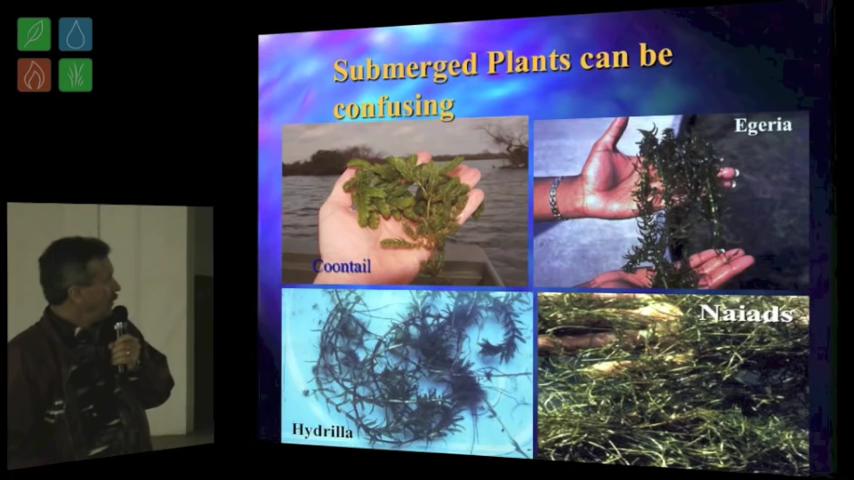 Submerged Plants can be
confusing
Egeria
Coontail
Naiads
Hydrilla